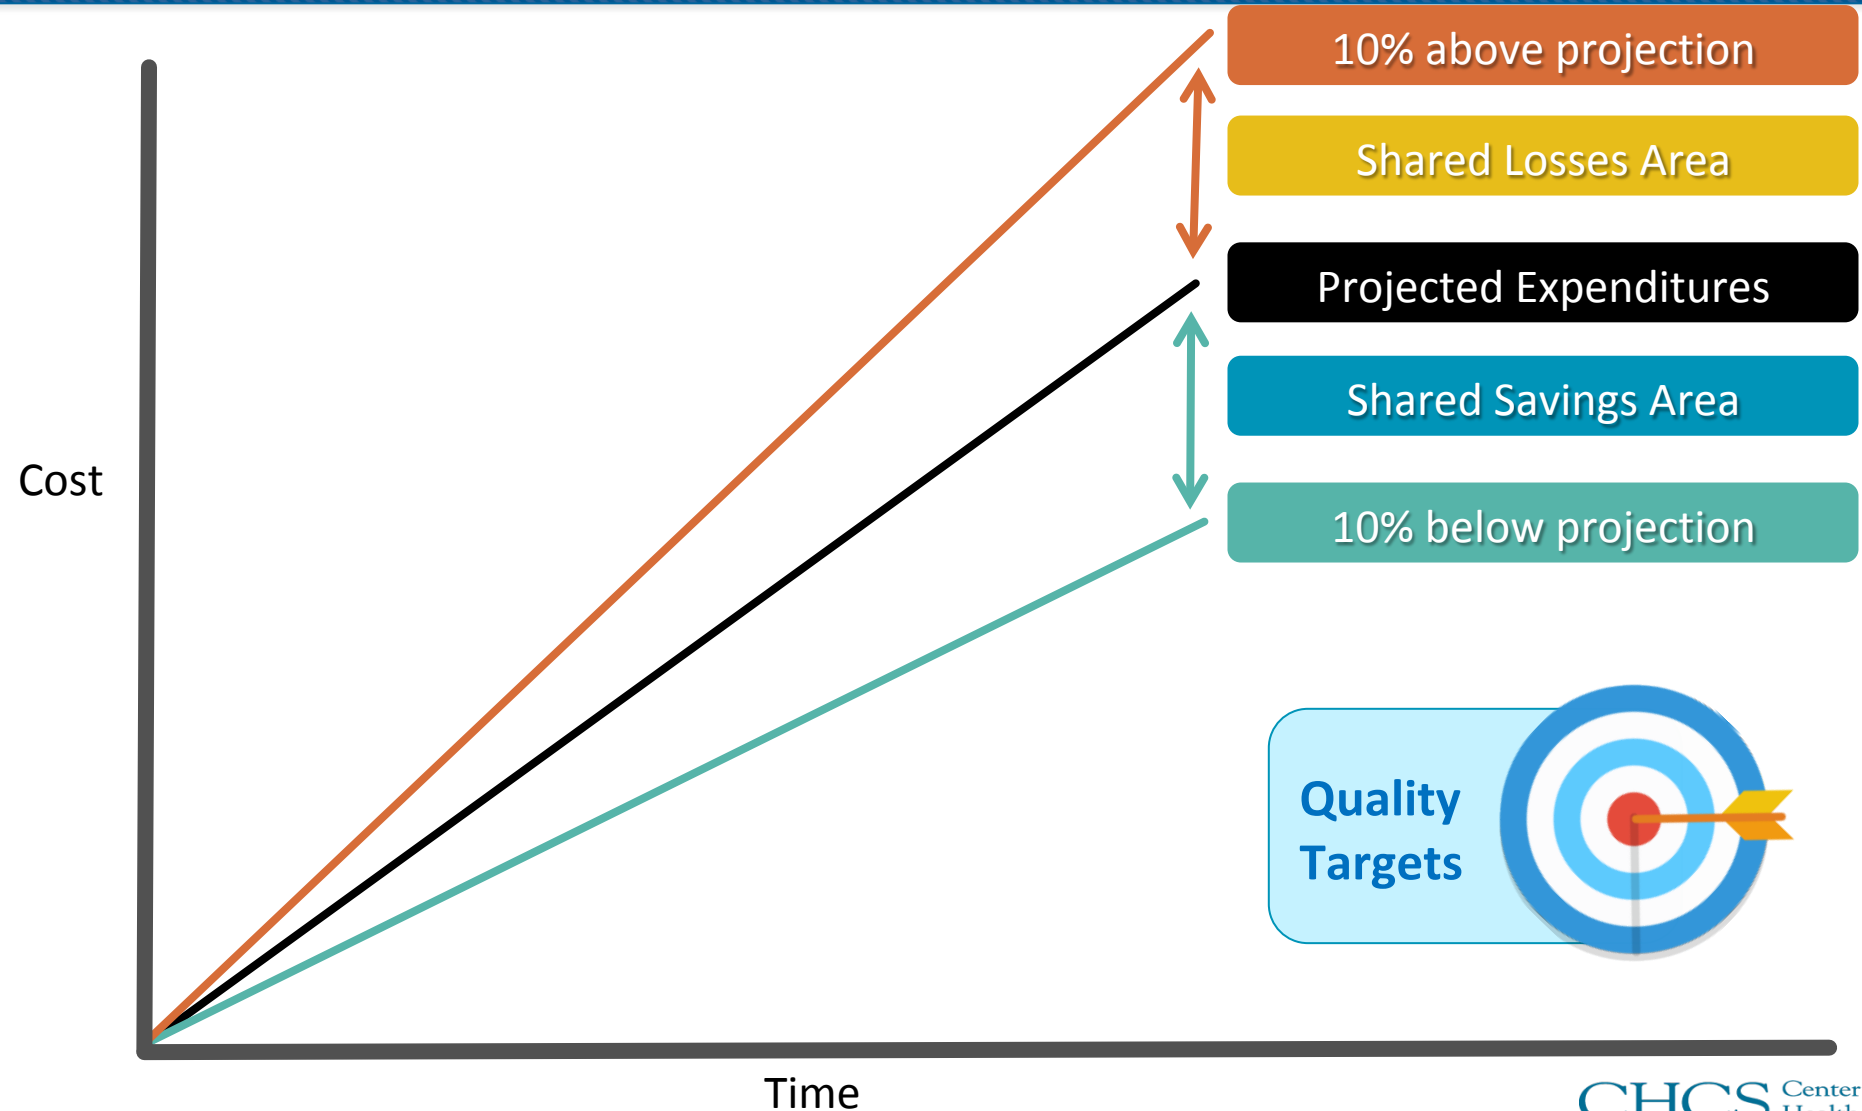 10% above projection
Shared Losses Area
Projected Expenditures
Shared Savings Area
10% below projection
Cost
Quality
Targets
Time
CHCS Center